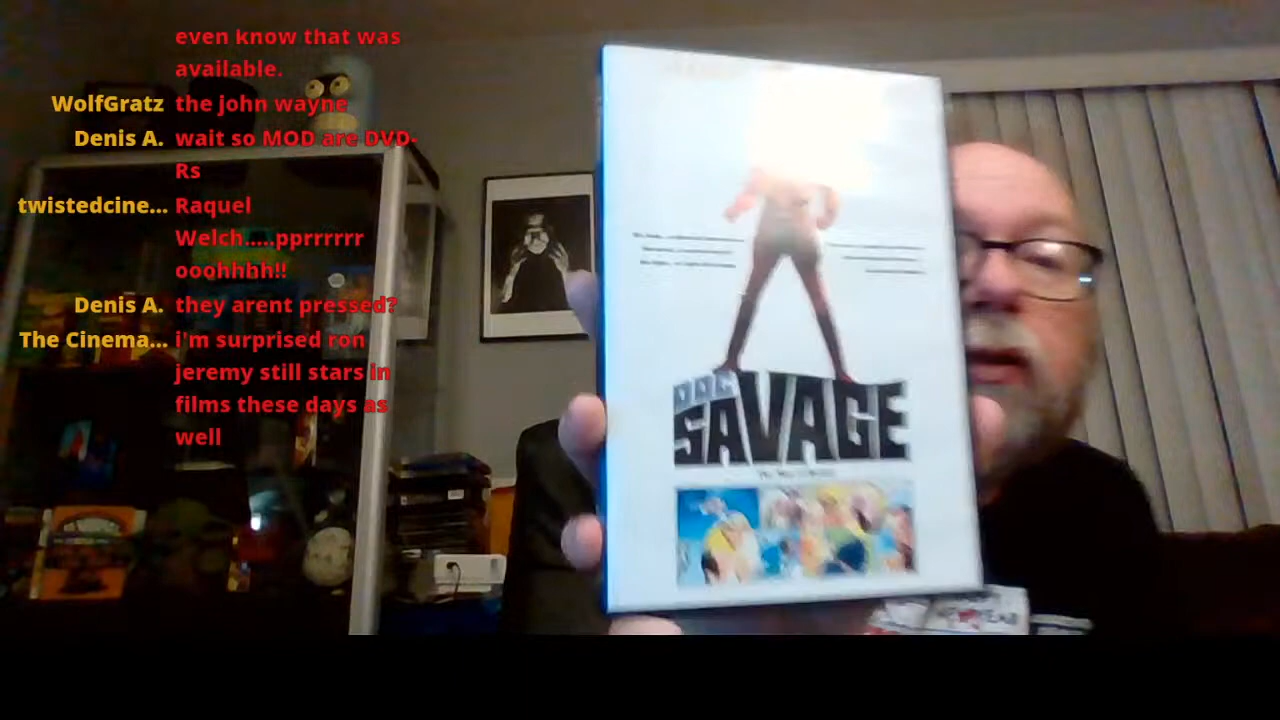 even know that was
available.
WolfGratz the john wayne
Denis A. wait so MOD are DVD-
Rs
twistedcine... Raquel
Welch.....pprrrrrr
ooohhhh!!
Denis A. they arent pressed?
The Cinema... i'm surprised ron
jeremy still stars in
films these days as
well
DOC
SAVAGE